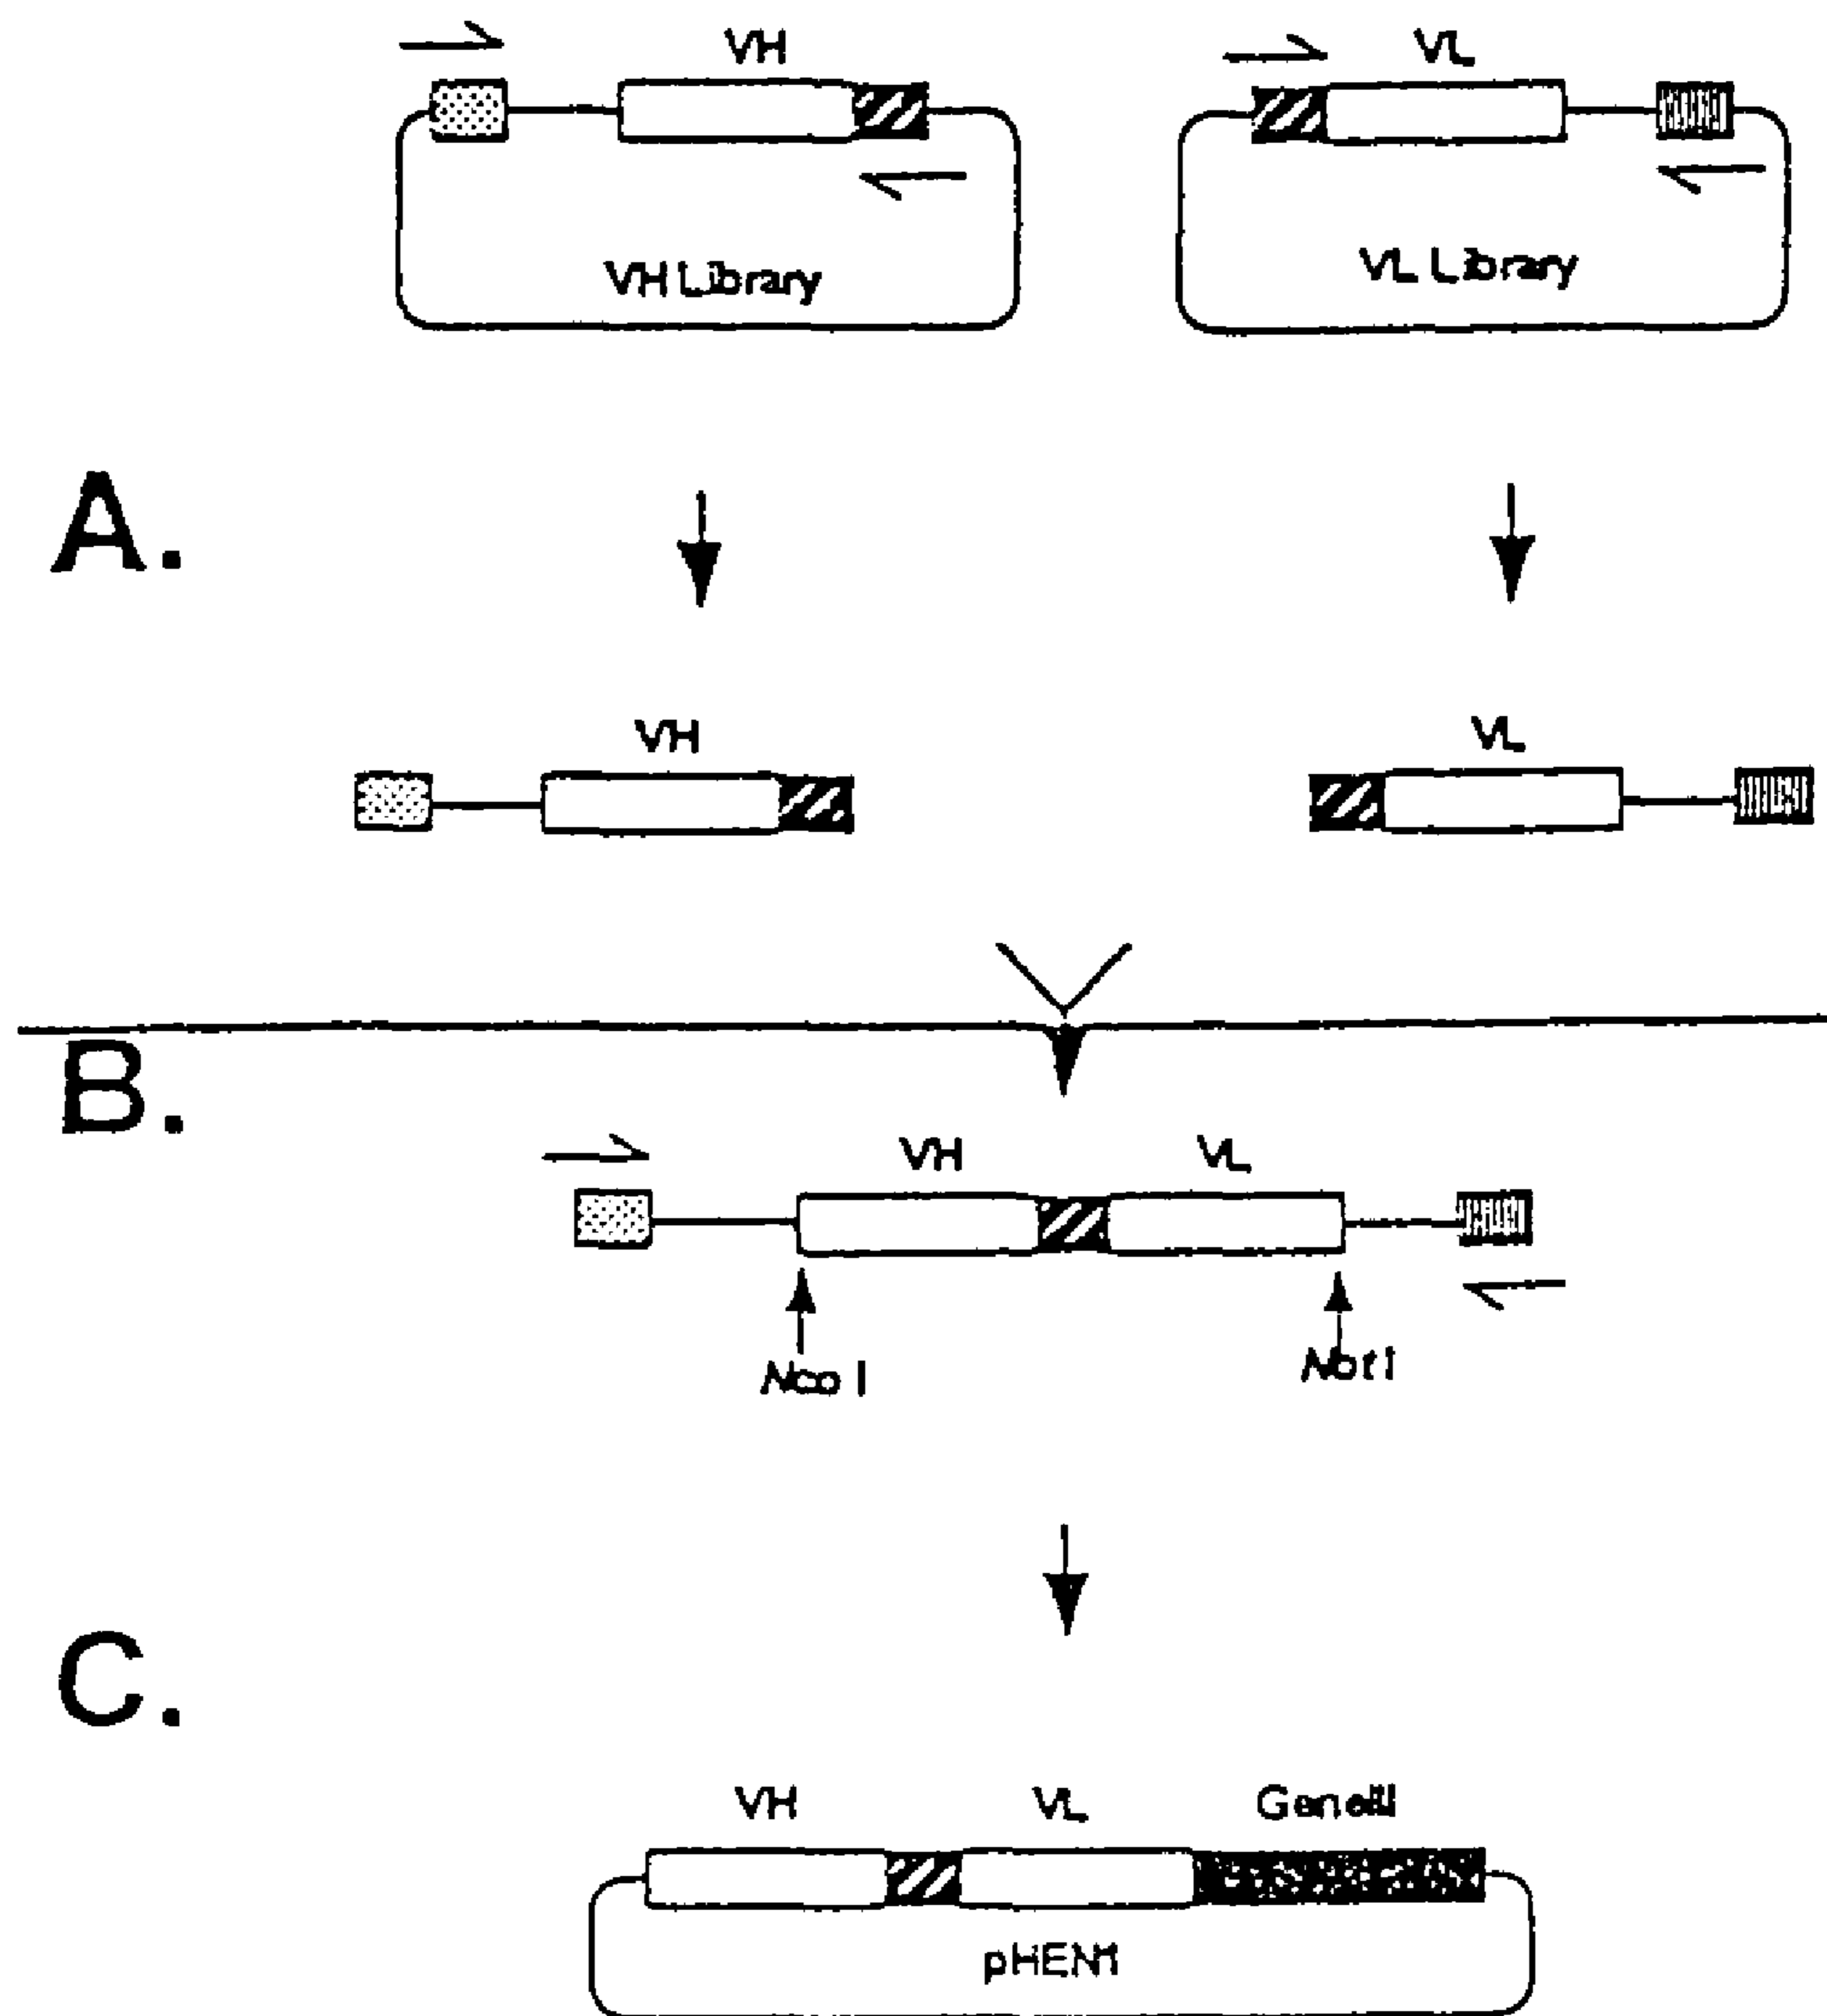 VH
VL
VH Library
VL Library
A.
VH
VL
B.
VH
VL
Nco I
Not I
C.
VH
VL
GeneIII
pHEN1